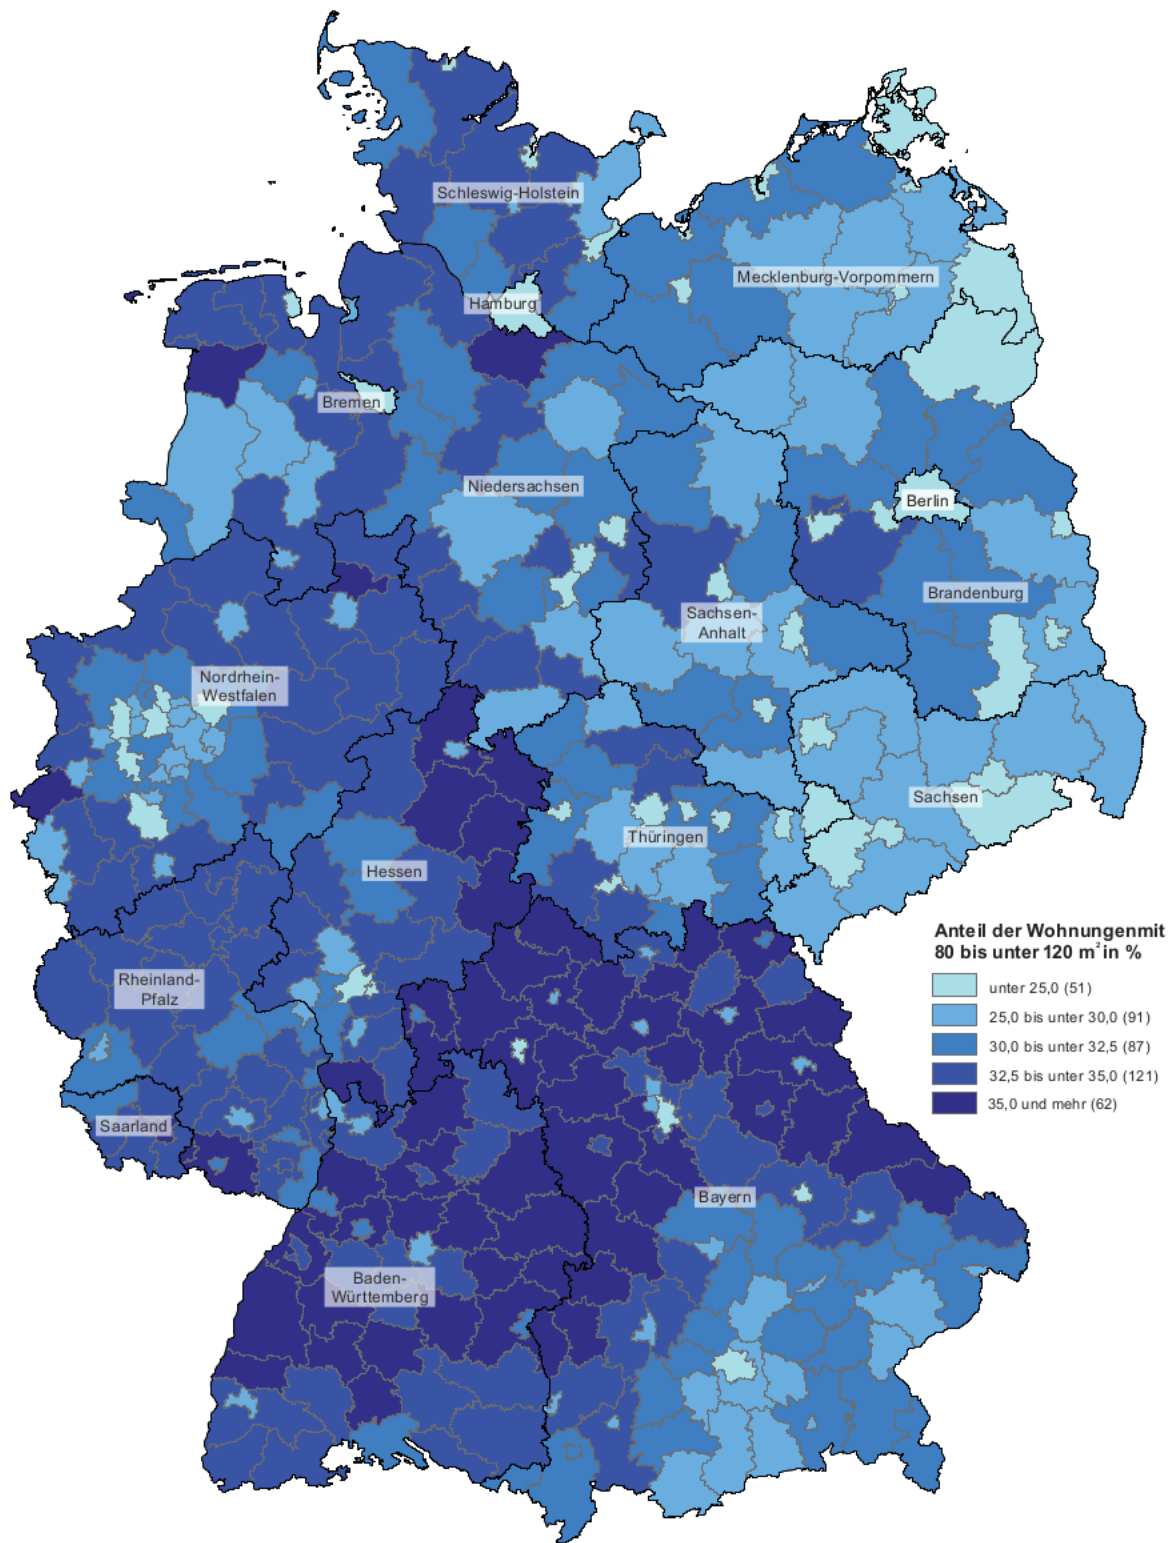 Schleswig-Holstein
Mecklenburg-Vorpommern
Hamburg
Bremen
Niedersachsen
Berlin
Brandenburg
Sachsen-
Anhalt
Nordrhein-
Westfalen
Sachsen
Thüringen
Hessen
Anteil der Wohnungenmit
80 bis unter 120 m² in %
unter 25,0 (51)
25,0 bis unter 30,0 (91)
30,0 bis unter 32,5 (87)
32,5 bis unter 35,0 (121)
35,0 und mehr (62)
Rheinland-
Pfalz
Saarland
Bayern
Baden-
Württemberg